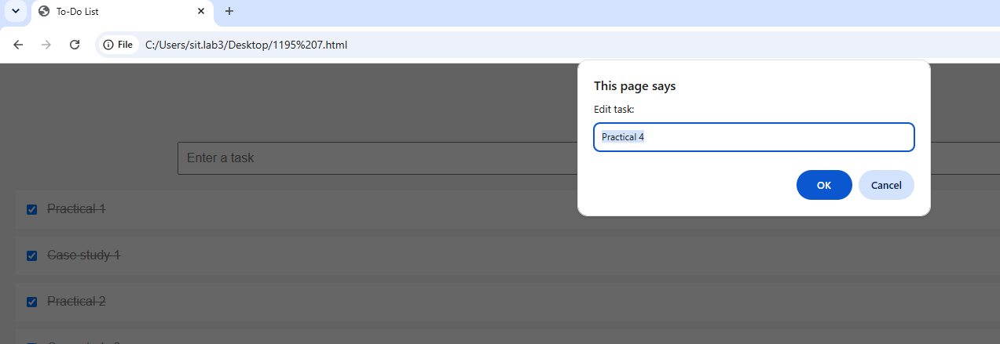 To-Do List
File
C:/Users/sit.lab3/Desktop/1195%207.html
This page says
Edit task:
Practical 4
OK
Cancel
Enter a task
Practical 1
Case study 1
Practical 2